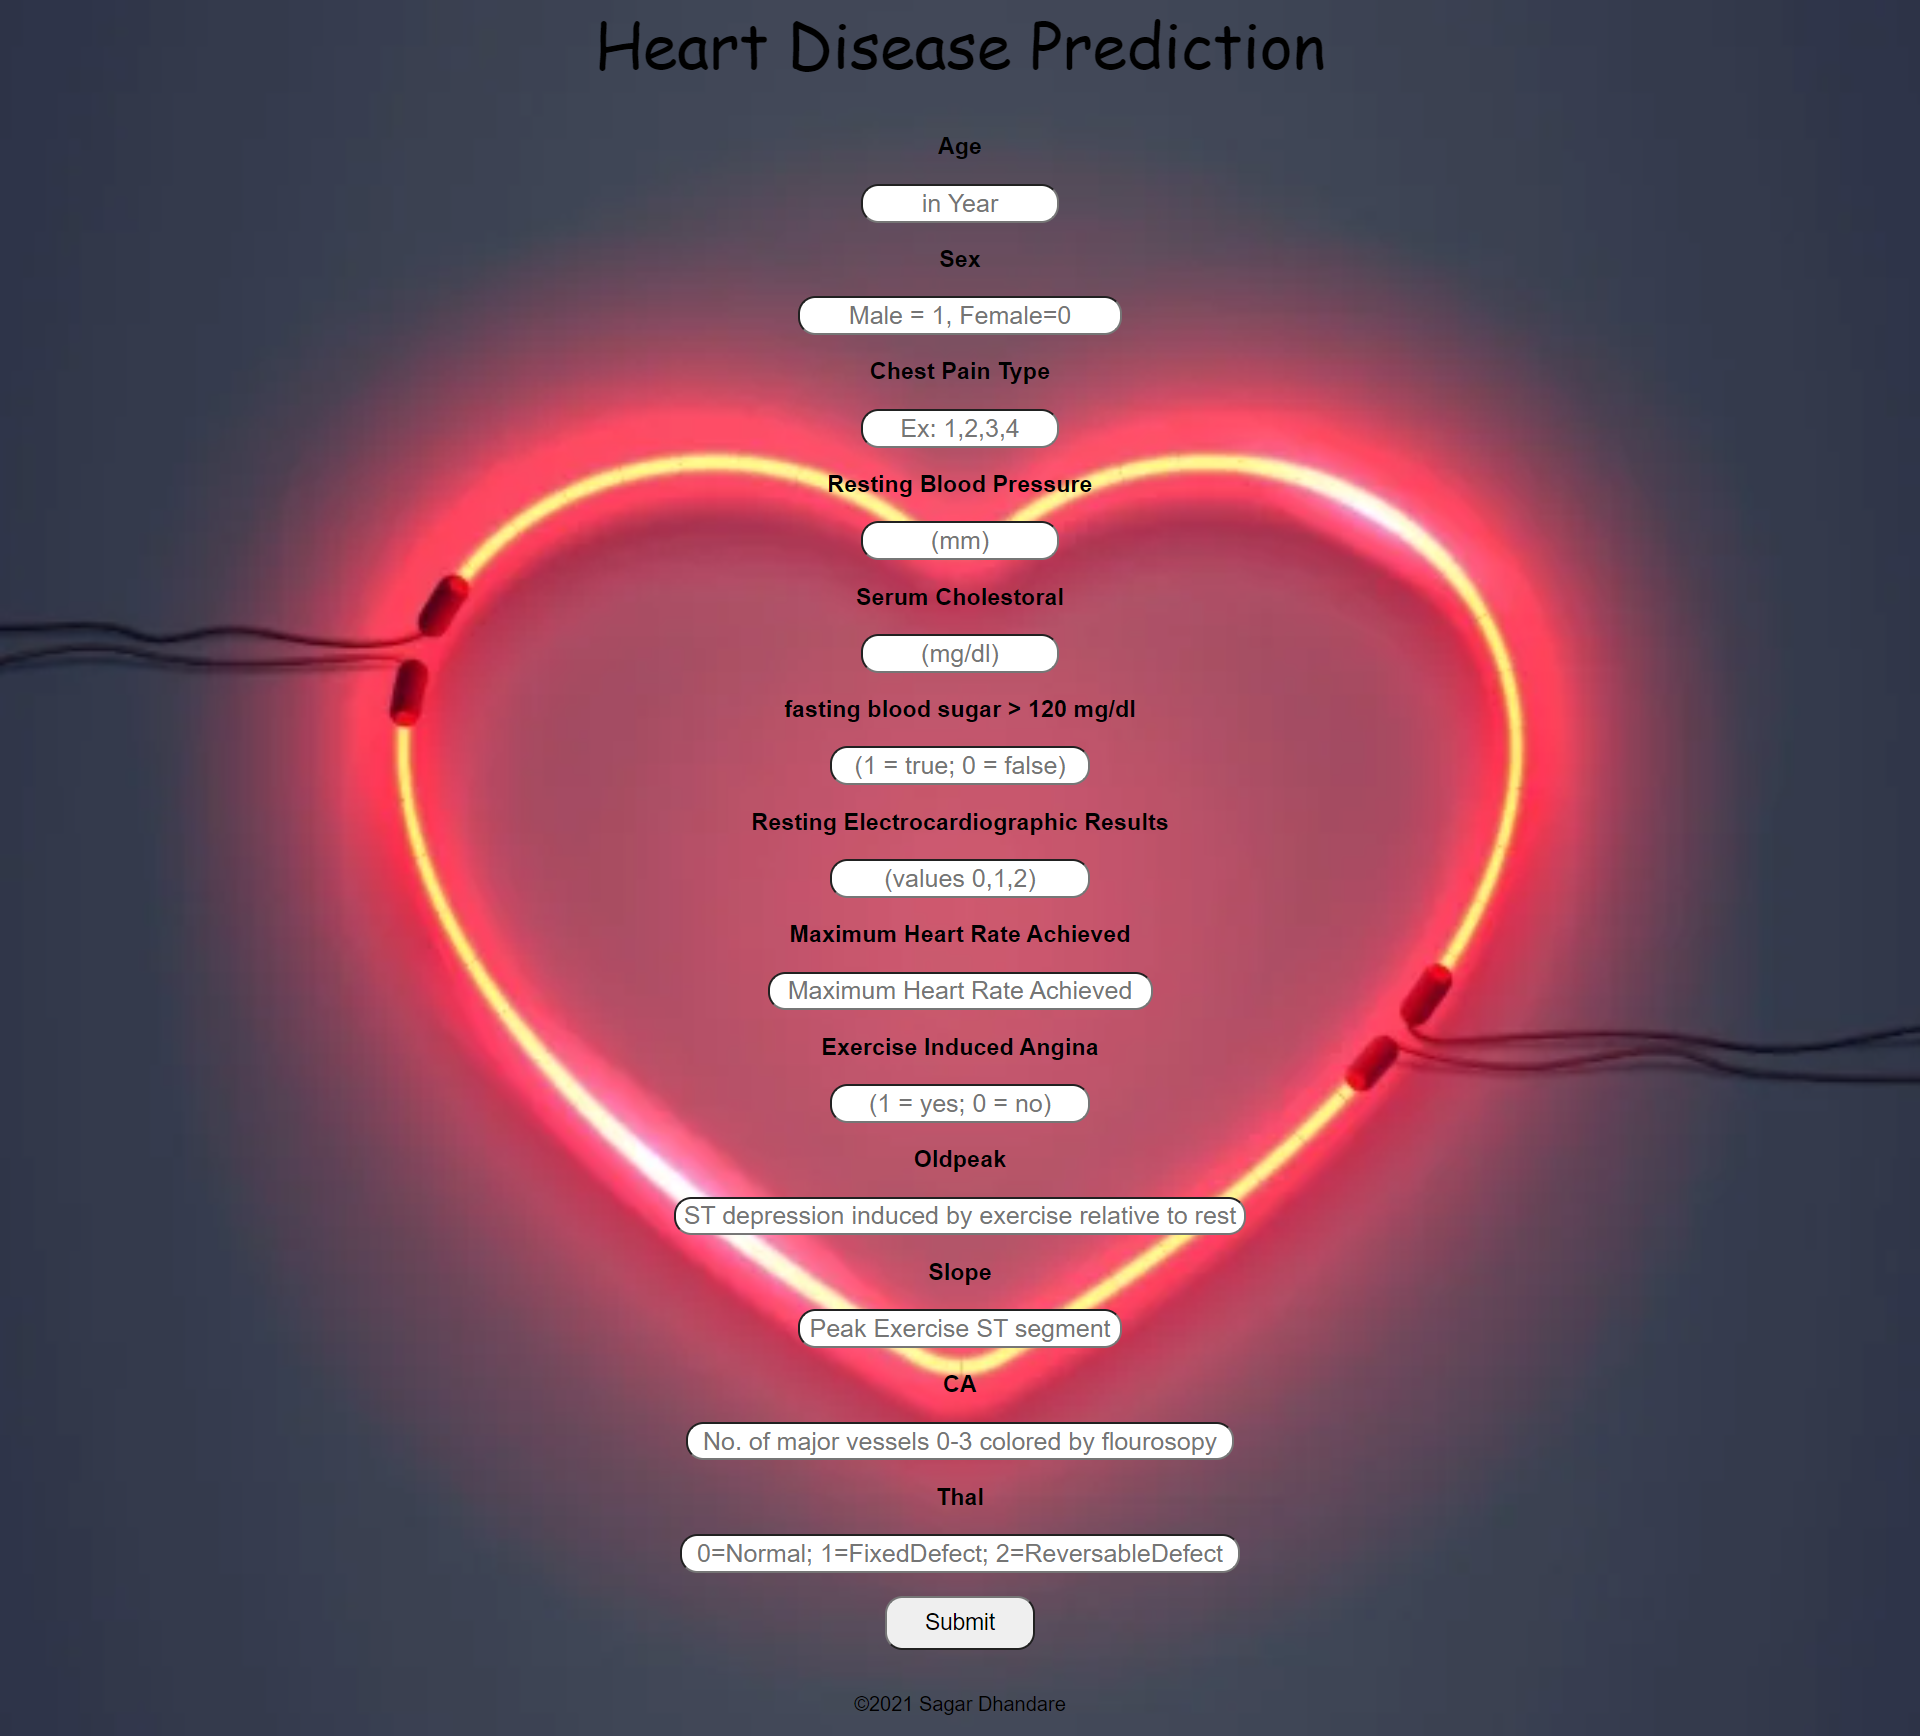 Heart Disease Prediction
Age
in Year
Sex
Male = 1, Female=0
Chest Pain Type
Ex: 1,2,3,4
Resting Blood Pressure
(mm)
Serum Cholestoral
(mg/dl)
fasting blood sugar > 120 mg/dl
(1 = true; 0 = false)
Resting Electrocardiographic Results
(values 0,1,2)
Maximum Heart Rate Achieved
Maximum Heart Rate Achieved
Exercise Induced Angina
(1 = yes; 0 = no)
Oldpeak
ST depression induced by exercise relative to rest
Slope
Peak Exercise ST segment
CA
No. of major vessels 0-3 colored by flourosopy
Thal
0=Normal; 1=FixedDefect; 2=ReversableDefect
Submit
©2021 Sagar Dhandare